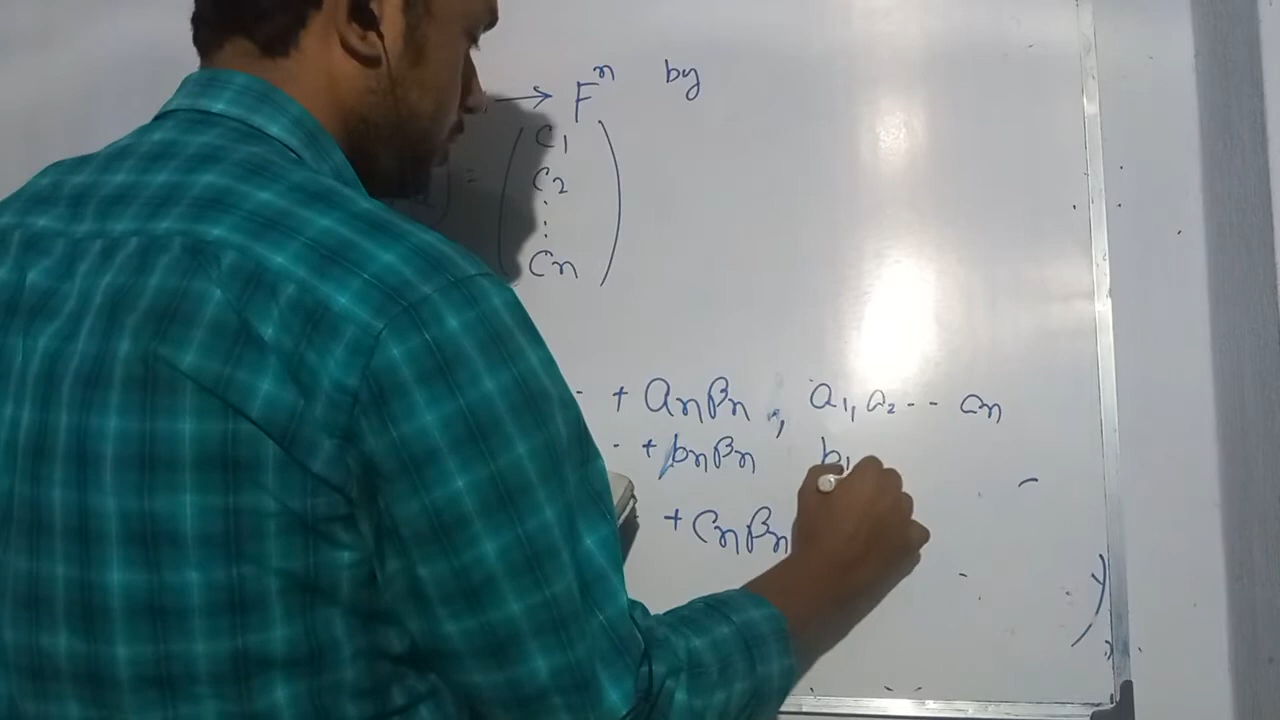 → Fⁿ by
= ( C₁
C₂
⋮
Cₙ )
- + aₙβₙ , a₁, a₂ -- aₙ
- + bₙβₙ b₁
+ Cₙβₙ